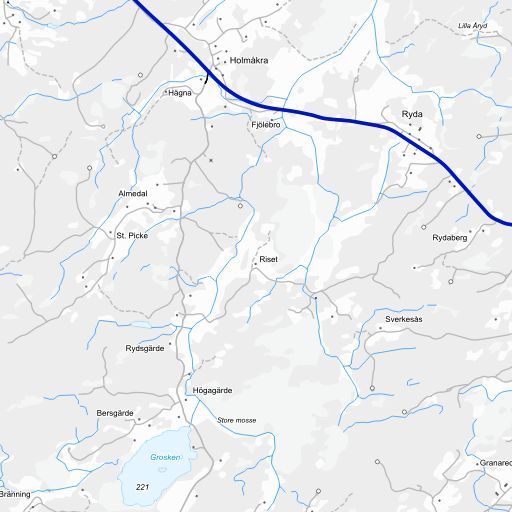 Lilla Äryd
Holmåkra
Hägna
Ryda
Fjölebro
Almedal
St. Picke
Rydaberg
Riset
Sverkesås
Rydsgärde
Högagärde
Bersgärde
Store mosse
Grosken
Granared
221
Bränning